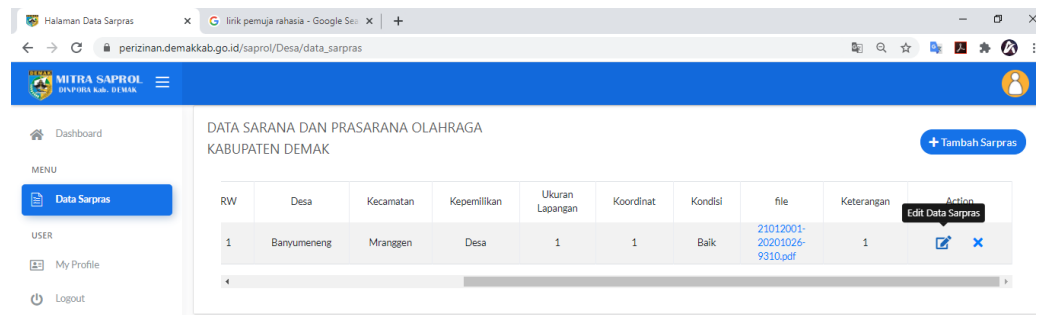 Halaman Data Sarpras
lirik pemuja rahasia - Google Sea
perizinan.demakkab.go.id/saprol/Desa/data_sarpras
DEMAK
MITRA SAPROL
DINPORA Kab. DEMAK
Dashboard
MENU
Data Sarpras
USER
My Profile
Logout
DATA SARANA DAN PRASARANA OLAHRAGA
KABUPATEN DEMAK
+ Tambah Sarpras
RW Desa Kecamatan Kepemilikan Ukuran Lapangan Koordinat Kondisi file Keterangan Action
Edit Data Sarpras
1 Banyumeneng Mranggen Desa 1 1 Baik 21012001-
20201026-
9310.pdf 1